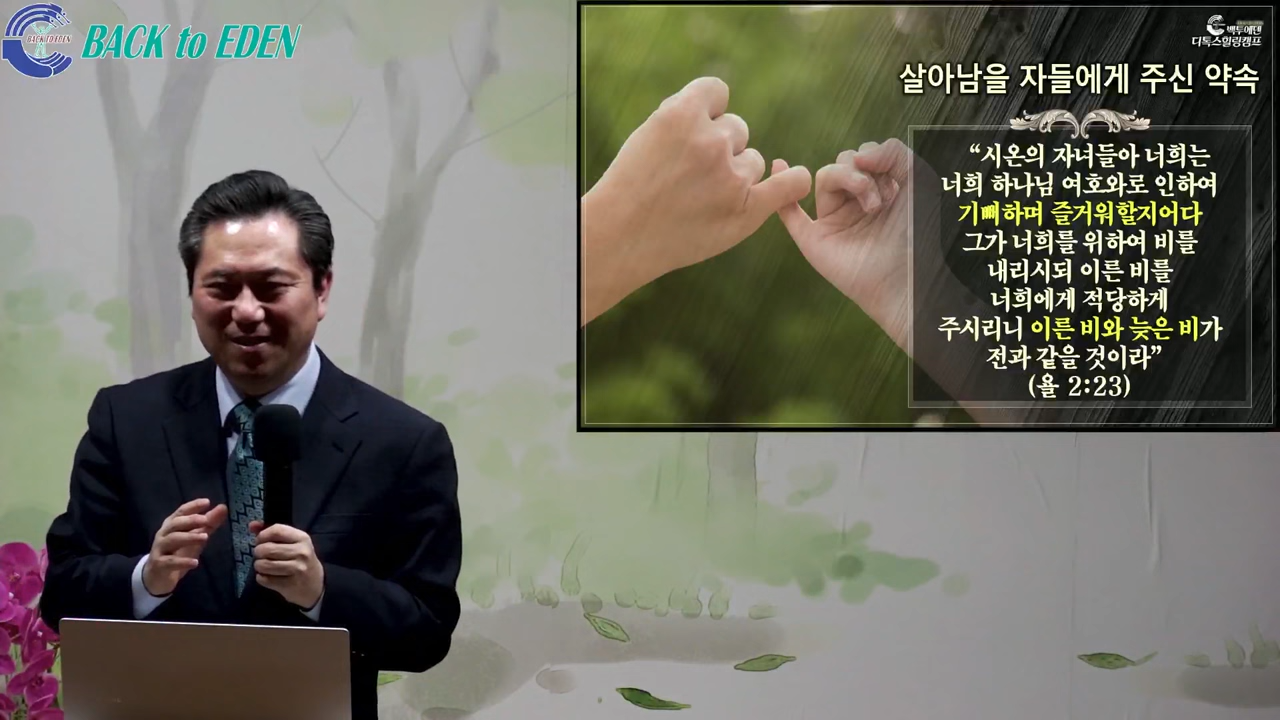 BACK to EDEN
BACK to EDEN
백투에덴
디톡스힐링캠프
살아남을 자들에게 주신 약속
“시온의 자녀들아 너희는
너희 하나님 여호와로 인하여
기뻐하며 즐거워할지어다
그가 너희를 위하여 비를
내리시되 이른 비를
너희에게 적당하게
주시리니 이른 비와 늦은 비가
전과 같을 것이라”
(욜 2:23)